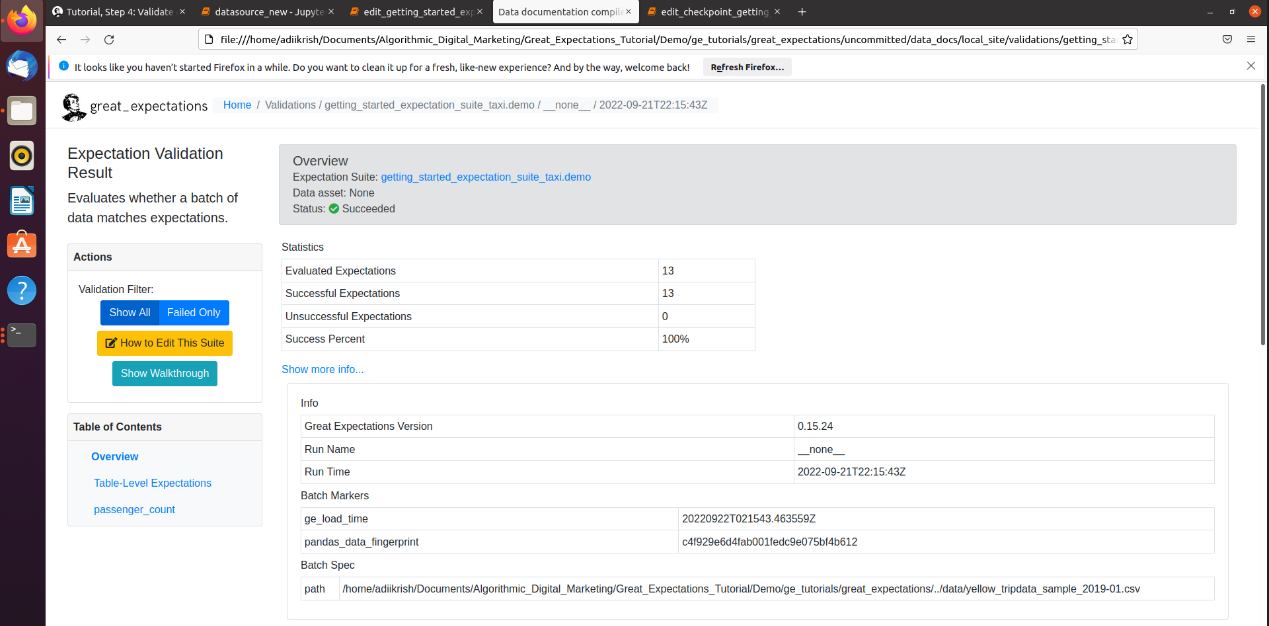 Tutorial, Step 4: Validate
datasource_new - Jupyte
edit_getting_started_exp
Data documentation compile
edit_checkpoint_getting_
file:///home/adiikrish/Documents/Algorithmic_Digital_Marketing/Great_Expectations_Tutorial/Demo/ge_tutorials/great_expectations/uncommitted/data_docs/local_site/validations/getting_sta
It looks like you haven't started Firefox in a while. Do you want to clean it up for a fresh, like-new experience? And by the way, welcome back!
Refresh Firefox...
great_expectations
Home / Validations / getting_started_expectation_suite_taxi.demo / __none__ / 2022-09-21T22:15:43Z
Expectation Validation
Result
Evaluates whether a batch of
data matches expectations.
Actions
Validation Filter:
Show All Failed Only
How to Edit This Suite
Show Walkthrough
Table of Contents
Overview
Table-Level Expectations
passenger_count
Overview
Expectation Suite: getting_started_expectation_suite_taxi.demo
Data asset: None
Status: Succeeded
Statistics
Evaluated Expectations 13
Successful Expectations 13
Unsuccessful Expectations 0
Success Percent 100%
Show more info...
Info
Great Expectations Version 0.15.24
Run Name __none__
Run Time 2022-09-21T22:15:43Z
Batch Markers
ge_load_time 20220922T021543.463559Z
pandas_data_fingerprint c4f929e6d4fab001fedc9e075bf4b612
Batch Spec
path /home/adiikrish/Documents/Algorithmic_Digital_Marketing/Great_Expectations_Tutorial/Demo/ge_tutorials/great_expectations/../data/yellow_tripdata_sample_2019-01.csv